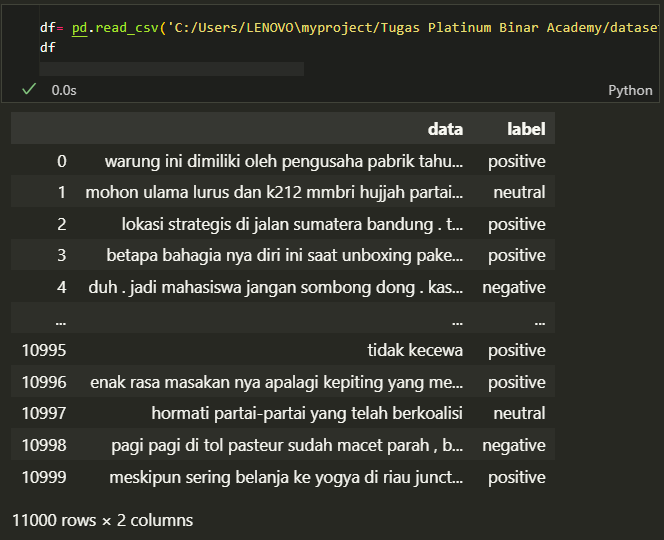 df= pd.read_csv('C:/Users/LENOVO\myproject/Tugas Platinum Binar Academy/dataset
df
0.0s Python
data label
0 warung ini dimiliki oleh pengusaha pabrik tahu... positive
1 mohon ulama lurus dan k212 mmbri hujjah partai... neutral
2 lokasi strategis di jalan sumatera bandung . t... positive
3 betapa bahagia nya diri ini saat unboxing pake... positive
4 duh . jadi mahasiswa jangan sombong dong . kas... negative
... ... ...
10995 tidak kecewa positive
10996 enak rasa masakan nya apalagi kepiting yang me... positive
10997 hormati partai-partai yang telah berkoalisi neutral
10998 pagi pagi di tol pasteur sudah macet parah , b... negative
10999 meskipun sering belanja ke yogya di riau junct... positive
11000 rows × 2 columns